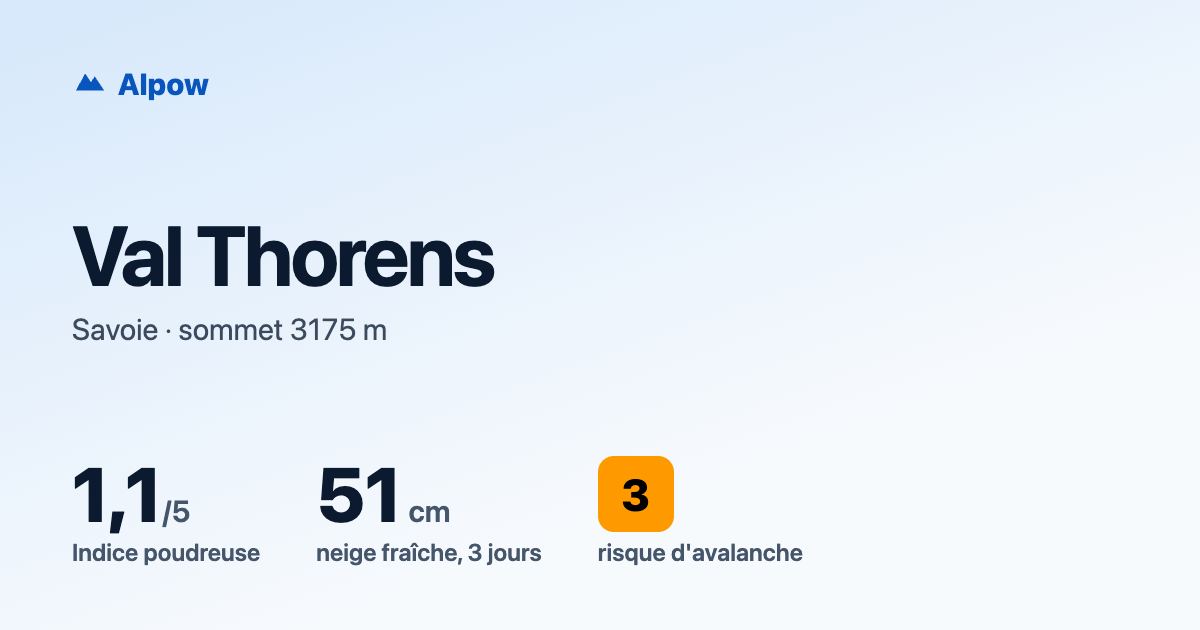 Alpow
Val Thorens
Savoie · sommet 3175 m
1,1/5
Indice poudreuse
51 cm
neige fraîche, 3 jours
3
risque d'avalanche